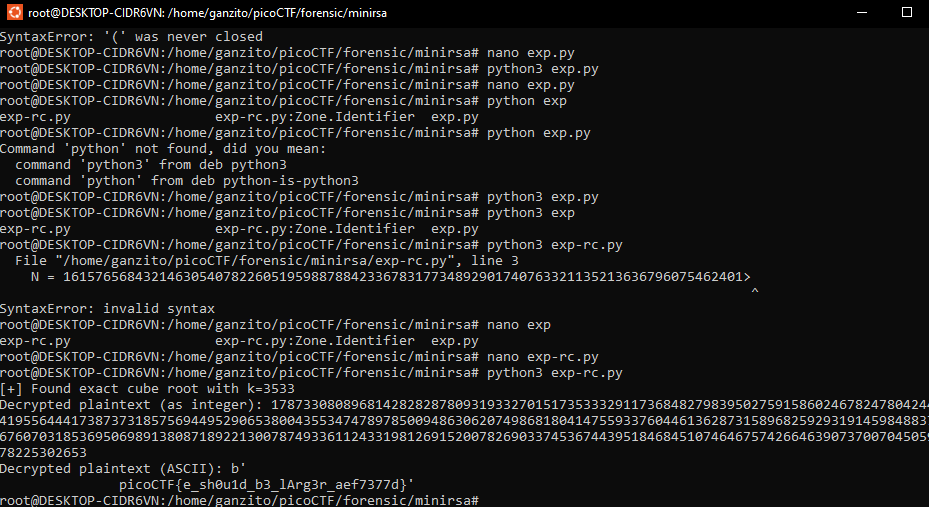 root@DESKTOP-CIDR6VN: /home/ganzito/picoCTF/forensic/minirsa
SyntaxError: '(' was never closed
root@DESKTOP-CIDR6VN:/home/ganzito/picoCTF/forensic/minirsa# nano exp.py
root@DESKTOP-CIDR6VN:/home/ganzito/picoCTF/forensic/minirsa# python3 exp.py
root@DESKTOP-CIDR6VN:/home/ganzito/picoCTF/forensic/minirsa# nano exp.py
root@DESKTOP-CIDR6VN:/home/ganzito/picoCTF/forensic/minirsa# python exp
exp-rc.py                  exp-rc.py:Zone.Identifier  exp.py
root@DESKTOP-CIDR6VN:/home/ganzito/picoCTF/forensic/minirsa# python exp.py
Command 'python' not found, did you mean:
  command 'python3' from deb python3
  command 'python' from deb python-is-python3
root@DESKTOP-CIDR6VN:/home/ganzito/picoCTF/forensic/minirsa# python3 exp.py
root@DESKTOP-CIDR6VN:/home/ganzito/picoCTF/forensic/minirsa# python3 exp
exp-rc.py                  exp-rc.py:Zone.Identifier  exp.py
root@DESKTOP-CIDR6VN:/home/ganzito/picoCTF/forensic/minirsa# python3 exp-rc.py
  File "/home/ganzito/picoCTF/forensic/minirsa/exp-rc.py", line 3
    N = 1615765684321463054078226051959887884233678317734892901740763321135213636796075462401>
                                                                                              ^
SyntaxError: invalid syntax
root@DESKTOP-CIDR6VN:/home/ganzito/picoCTF/forensic/minirsa# nano exp
exp-rc.py                  exp-rc.py:Zone.Identifier  exp.py
root@DESKTOP-CIDR6VN:/home/ganzito/picoCTF/forensic/minirsa# nano exp-rc.py
root@DESKTOP-CIDR6VN:/home/ganzito/picoCTF/forensic/minirsa# python3 exp-rc.py
[+] Found exact cube root with k=3533
Decrypted plaintext (as integer): 1787330808968142828287809319332701517353332911736848279839502759158602467824780424
4195564441738737318575694495290653800435534747897850094863062074986818041475593376044613628731589682592931914598488​37
6760703185369506989138087189221300787493361124331981269152007826903374536744395184684510746467574266463907370070450​59
78225302653
Decrypted plaintext (ASCII): b'
               picoCTF{e_sh0u1d_b3_lArg3r_aef7377d}'
root@DESKTOP-CIDR6VN:/home/ganzito/picoCTF/forensic/minirsa#